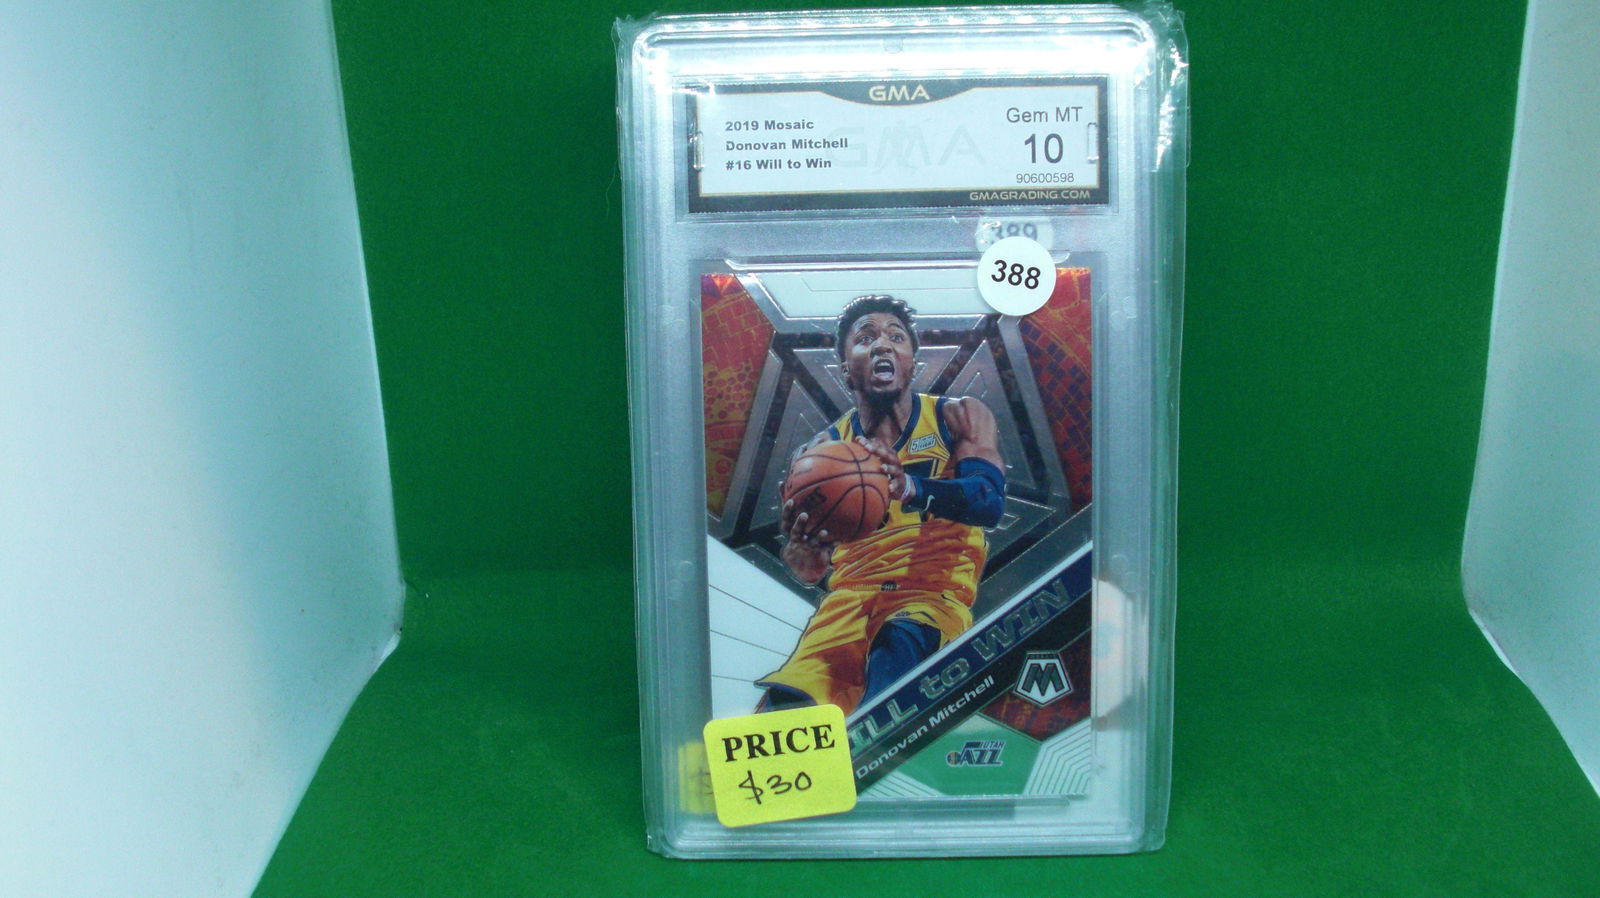 GMA
2019 Mosaic
Donovan Mitchell
#16 Will to Win
Gem MT
10
90600598
GMAGRADING.COM
389
388
ILL to WIN
Donovan Mitchell
M
UTAH
JAZZ
PRICE
$30